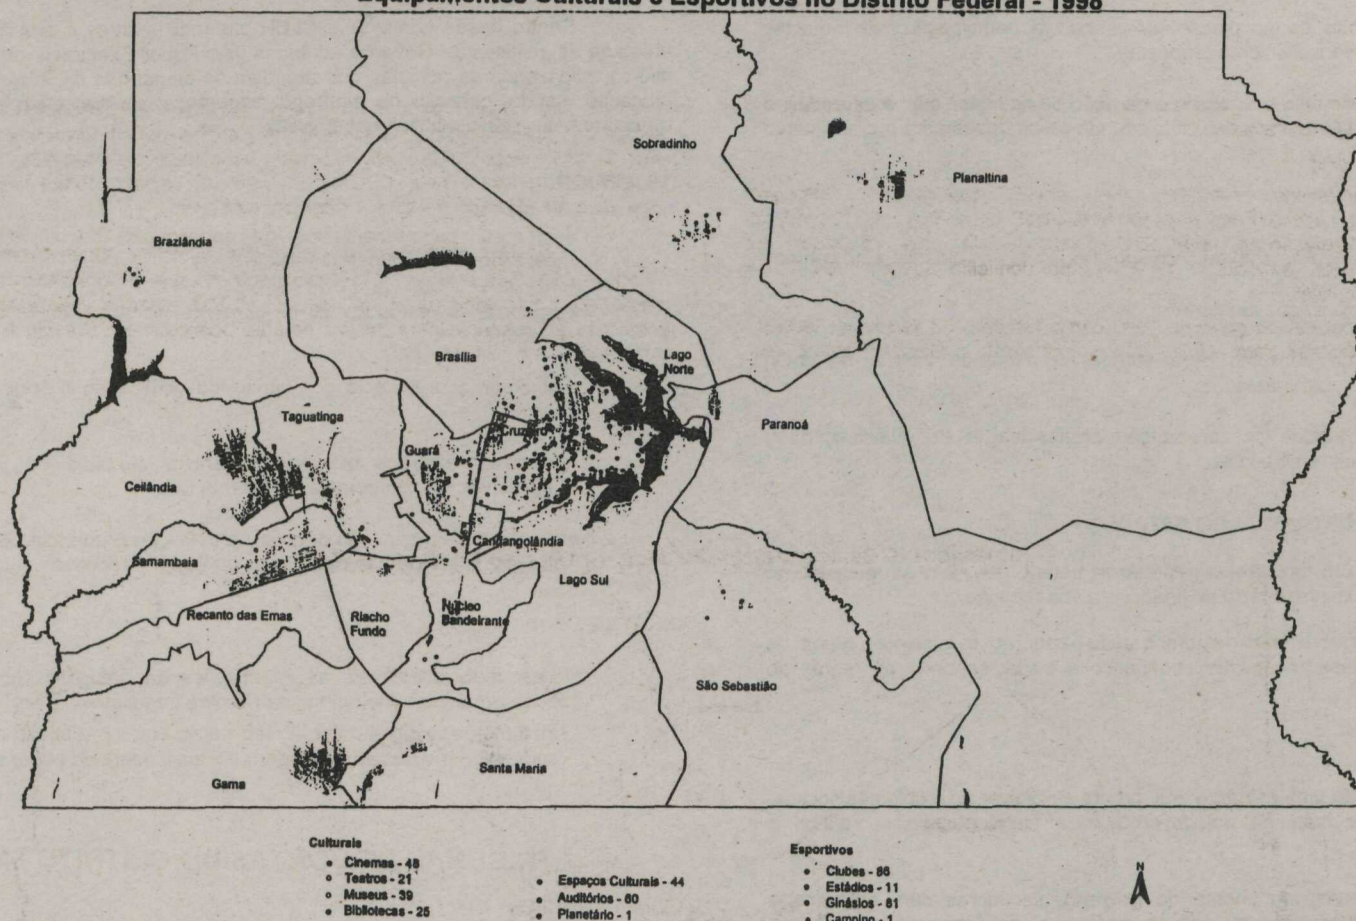 Equipamentos Culturais e Esportivos no Distrito Federal - 1998
Sobradinho
Planaltina
Brazlândia
Brasília
Lago
Norte
Taguatinga
Cruzeiro
Paranoá
Guará
Ceilândia
Candangolândia
Samambaia
Lago Sul
Recanto das Emas
Riacho
Fundo
Núcleo
Bandeirante
São Sebastião
Santa Maria
Gama
Culturais
Cinemas - 48
Teatros - 21
Museus - 39
Bibliotecas - 25
Espaços Culturais - 44
Auditórios - 60
Planetário - 1
Esportivos
Clubes - 86
Estádios - 11
Ginásios - 81
Camping - 1
N